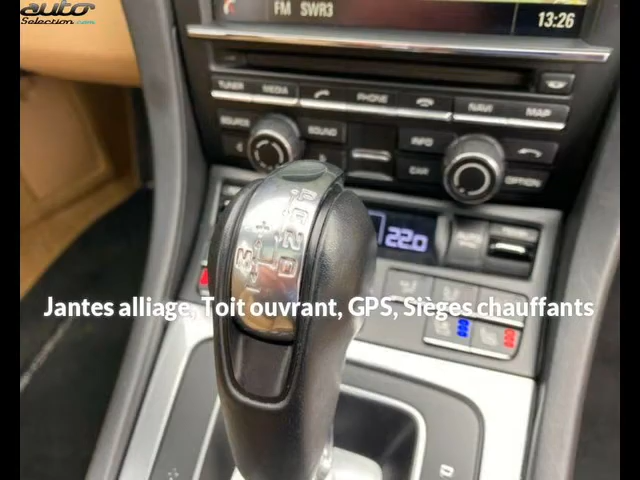 auto
Selection.com
FM SWR3
13:26
TUNER MEDIA PHONE NAVI MAP
SOURCE SOUND INFO
CAR OPTION
22.0
P R N D M
Jantes alliage, Toit ouvrant, GPS, Sièges chauffants